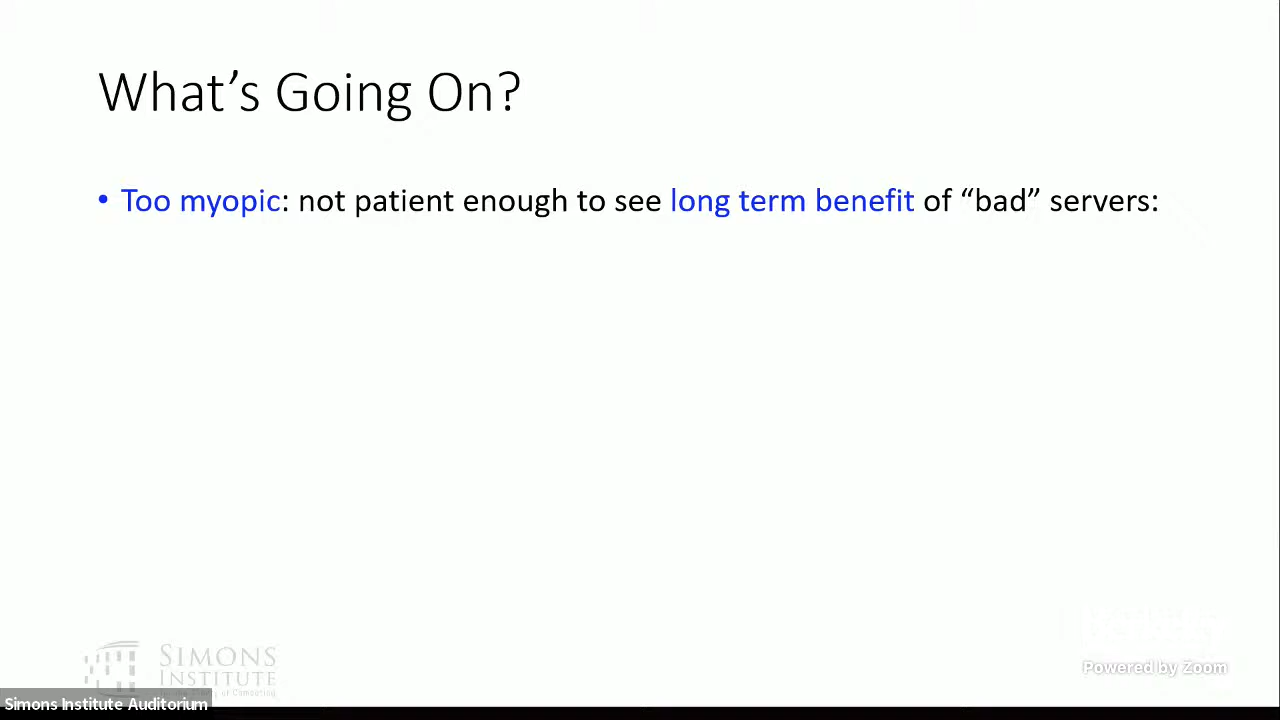 What’s Going On?
• Too myopic: not patient enough to see long term benefit of “bad” servers:
SIMONS
INSTITUTE
Powered by Zoom
Simons Institute Auditorium